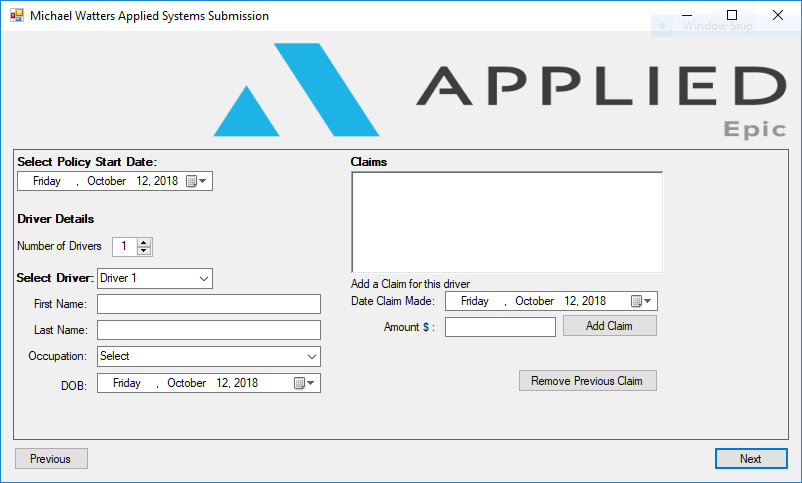 Michael Watters Applied Systems Submission
Window Snip
APPLIED
Epic
Select Policy Start Date:
Friday , October 12, 2018
Driver Details
Number of Drivers 1
Select Driver: Driver 1
First Name:
Last Name:
Occupation: Select
DOB: Friday , October 12, 2018
Claims
Add a Claim for this driver
Date Claim Made: Friday , October 12, 2018
Amount $ : Add Claim
Remove Previous Claim
Previous
Next